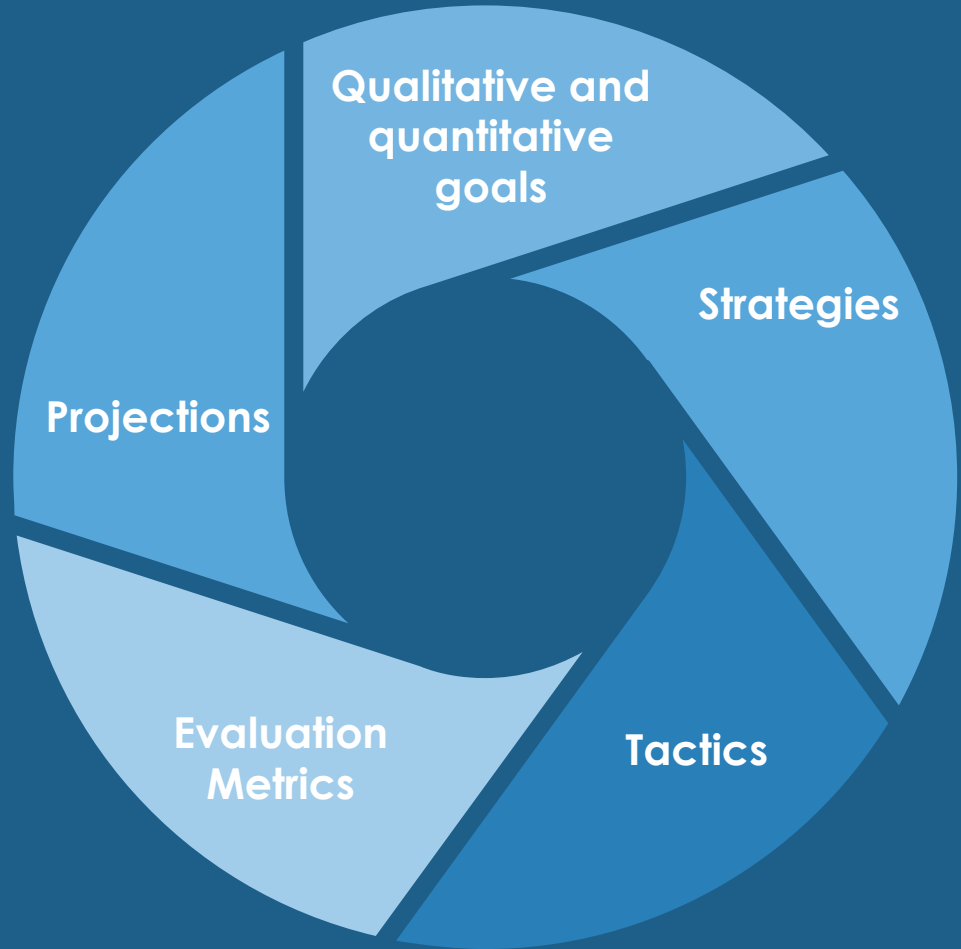 Qualitative and
quantitative
goals
Strategies
Projections
Evaluation
Metrics
Tactics